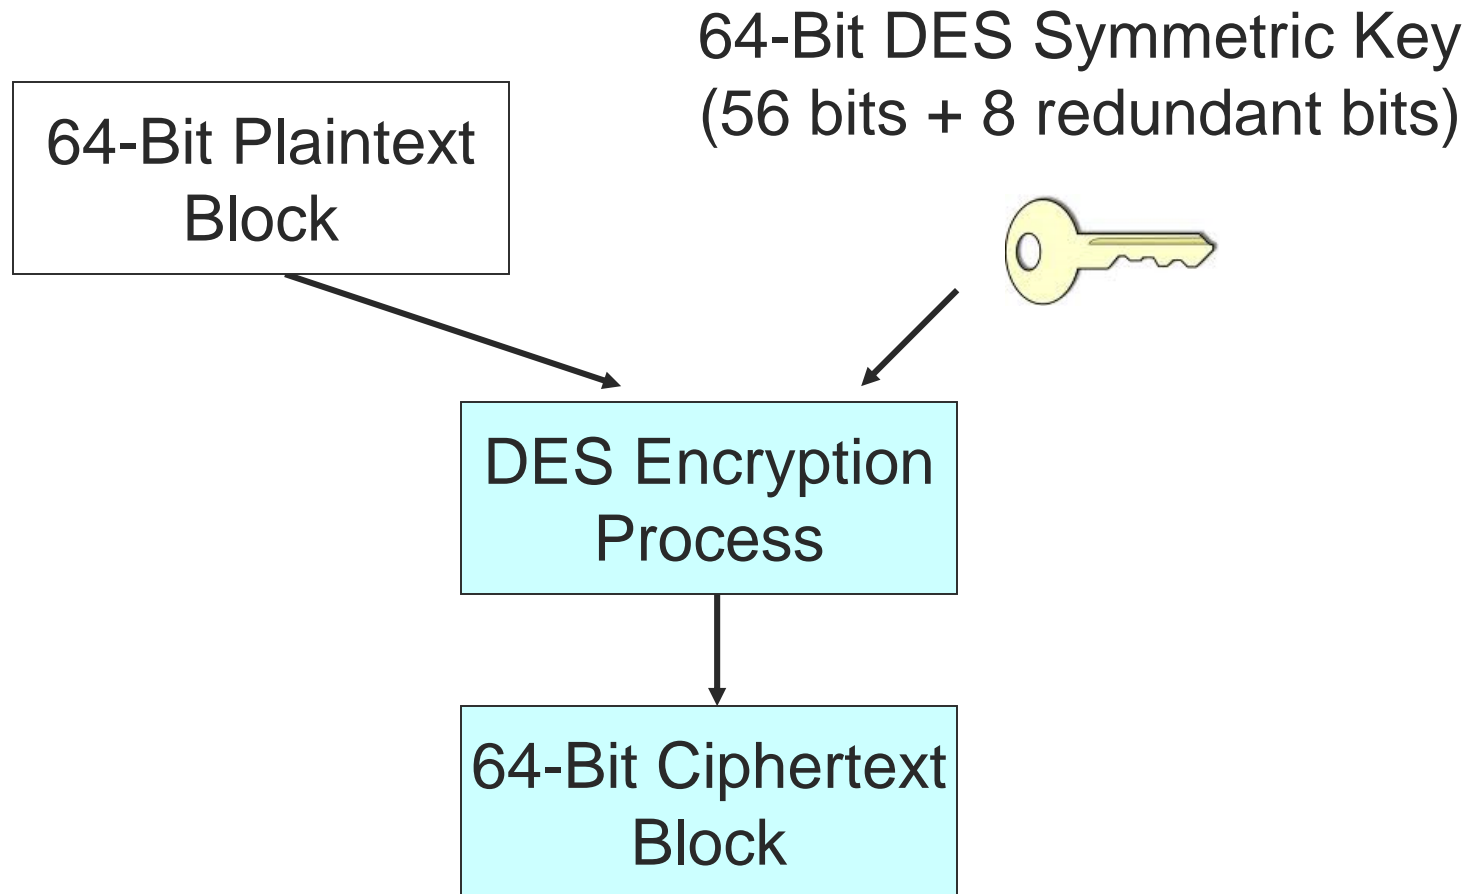 64-Bit DES Symmetric Key
(56 bits + 8 redundant bits)
64-Bit Plaintext
Block
DES Encryption
Process
64-Bit Ciphertext
Block